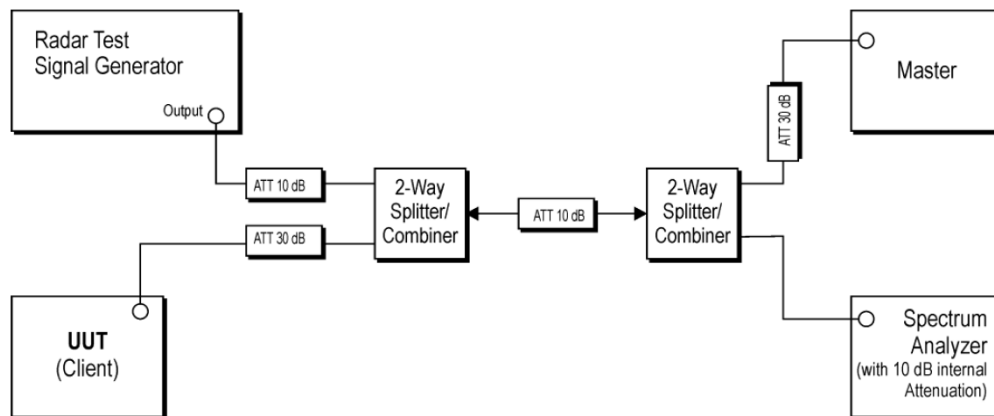 Radar Test
Signal Generator
Output
ATT 10 dB
ATT 30 dB
2-Way
Splitter/
Combiner
ATT 10 dB
2-Way
Splitter/
Combiner
ATT 30 dB
Master
UUT
(Client)
Spectrum
Analyzer
(with 10 dB internal
Attenuation)